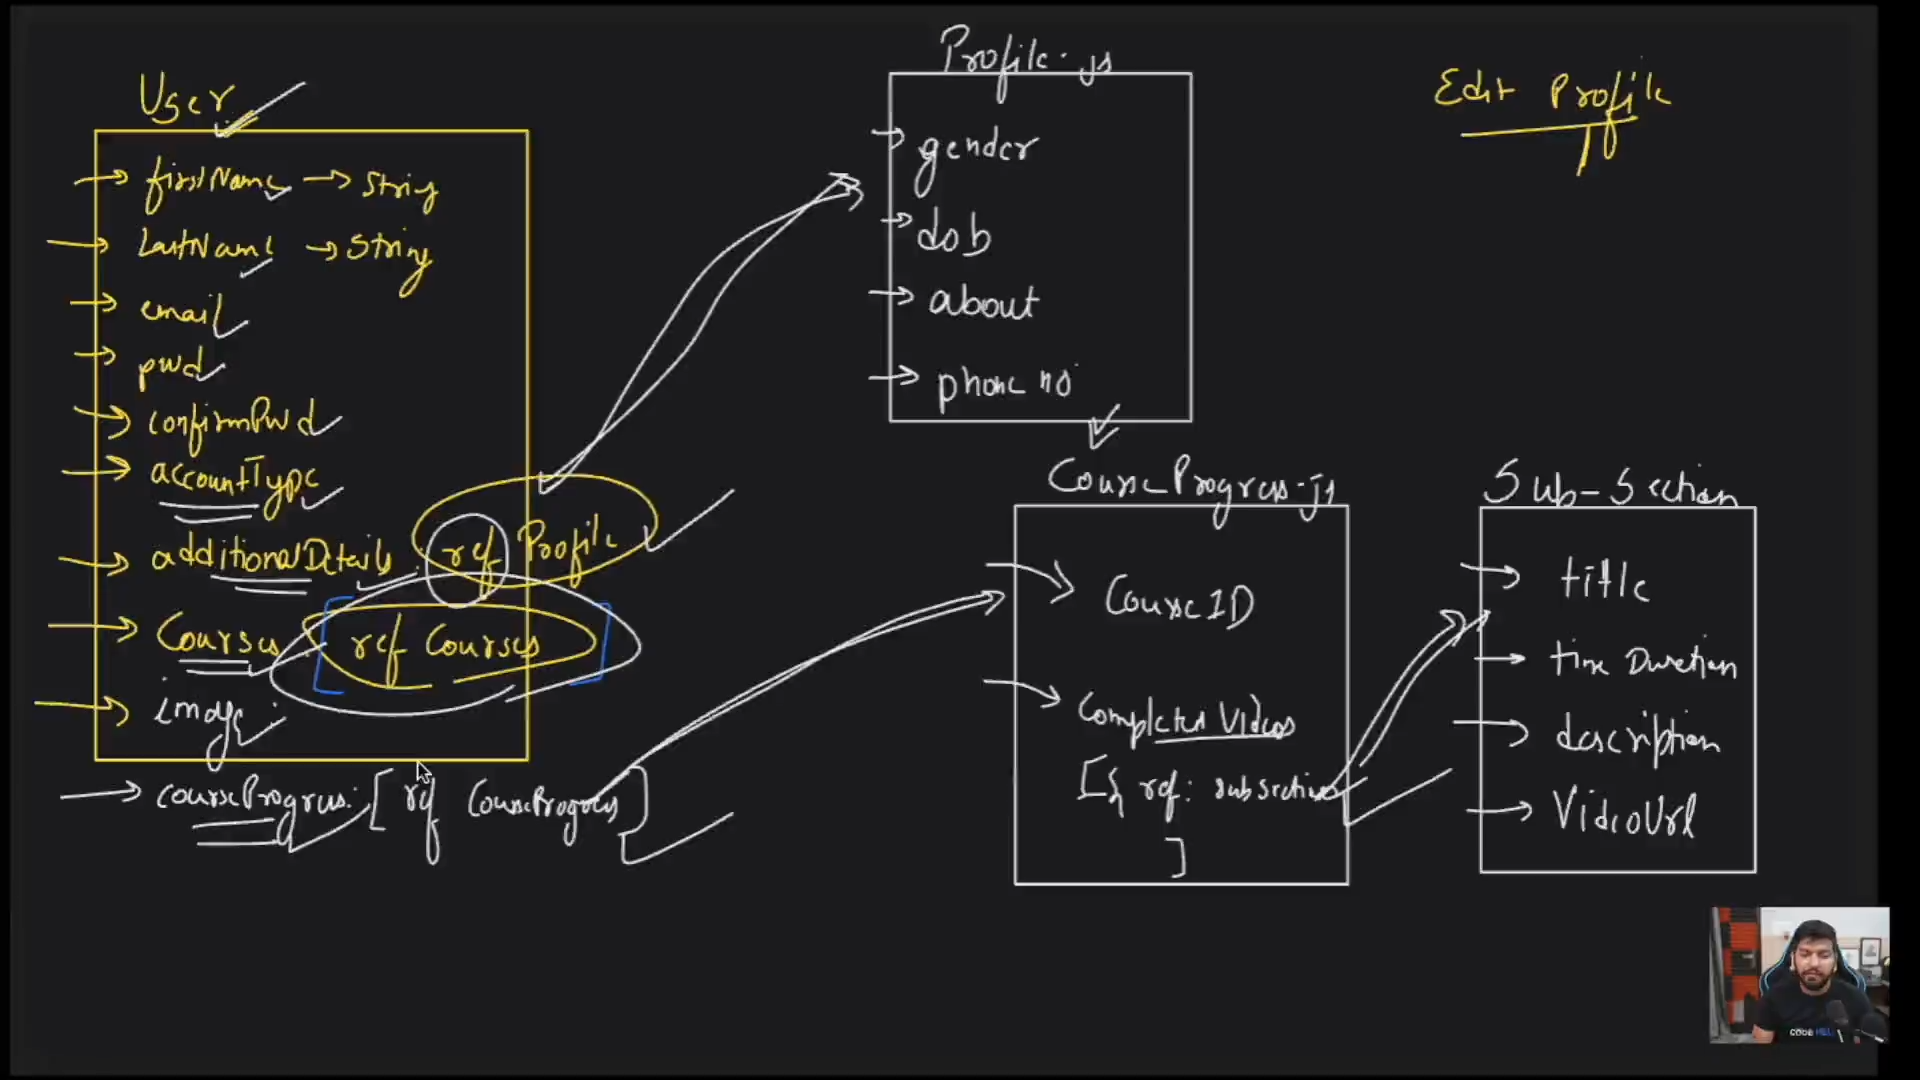 User
firstName → String
LastName → String
email
pwd
confirmPwd
accountType
additionalDetails ref Profile
Courses [ref Courses]
image
courseProgress: [ref CourseProgress]
Profile.js
gender
dob
about
phone no
Edit Profile
CourseProgress.js
CourseID
Completed Videos
[{ ref: subsection
]
Sub-Section
title
time Duration
description
VideoUrl
CODE HELP